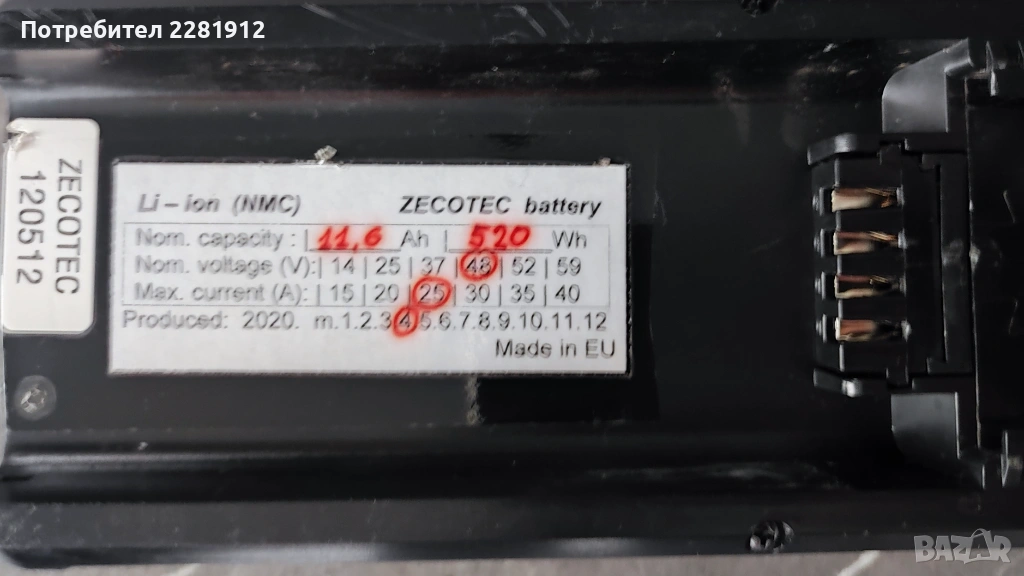 Потребител 2281912
ZECOTEC
120512
Li – ion (NMC) ZECOTEC battery
Nom. capacity : | 11,6 Ah | 520 Wh
Nom. voltage (V):| 14 | 25 | 37 | 48 | 52 | 59
Max. current (A): | 15 | 20 | 25 | 30 | 35 | 40
Produced: 2020. m.1.2.3.4.5.6.7.8.9.10.11.12
Made in EU
BAZAR